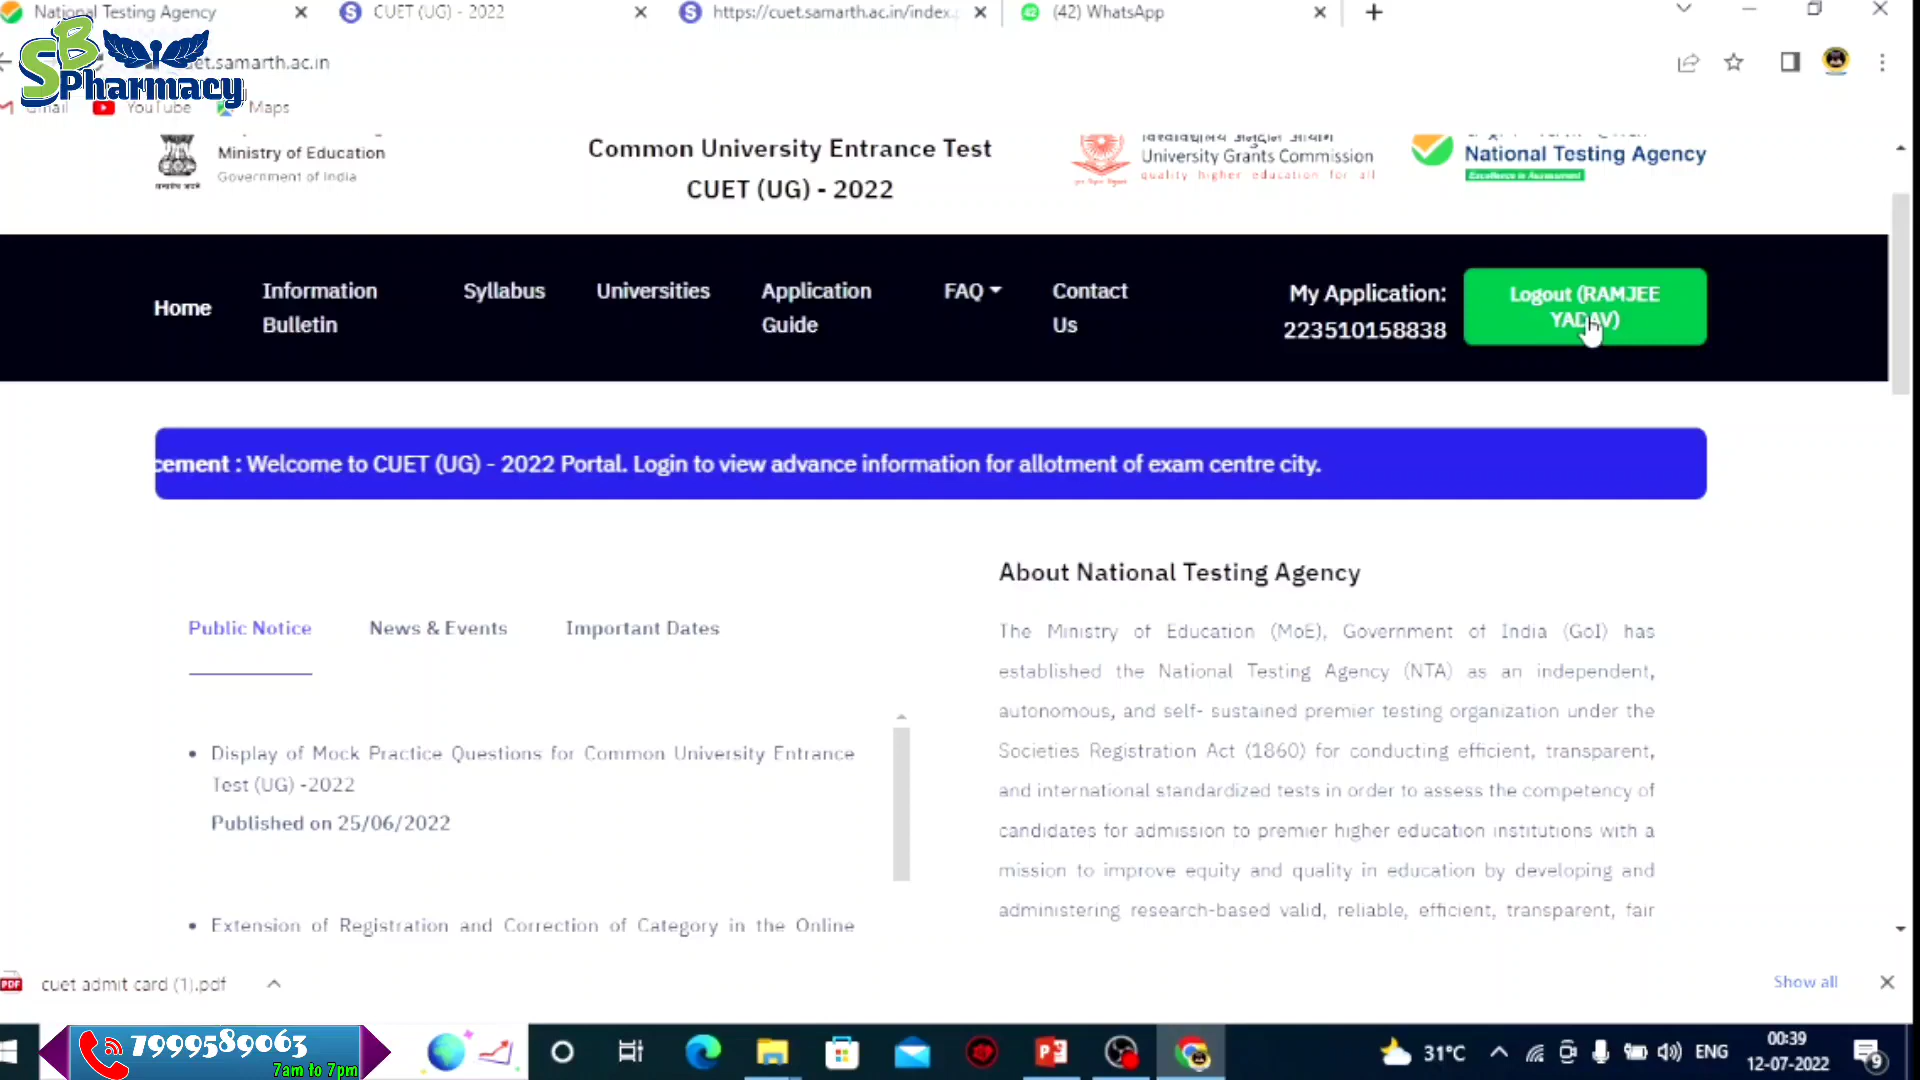 National Testing Agency
CUET (UG) - 2022
https://cuet.samarth.ac.in/index.
(42) WhatsApp
SB
Pharmacy
et.samarth.ac.in
Gmail
YouTube
Maps
Ministry of Education
Government of India
Common University Entrance Test
CUET (UG) - 2022
University Grants Commission
quality higher education for all
National Testing Agency
Excellence in Assessment
Home
Information
Bulletin
Syllabus
Universities
Application
Guide
FAQ
Contact
Us
My Application:
223510158838
Logout (RAMJEE
YADAV)
cement : Welcome to CUET (UG) - 2022 Portal. Login to view advance information for allotment of exam centre city.
Public Notice
News & Events
Important Dates
Display of Mock Practice Questions for Common University Entrance
Test (UG) -2022
Published on 25/06/2022
Extension of Registration and Correction of Category in the Online
About National Testing Agency
The Ministry of Education (MoE), Government of India (GoI) has
established the National Testing Agency (NTA) as an independent,
autonomous, and self- sustained premier testing organization under the
Societies Registration Act (1860) for conducting efficient, transparent,
and international standardized tests in order to assess the competency of
candidates for admission to premier higher education institutions with a
mission to improve equity and quality in education by developing and
administering research-based valid, reliable, efficient, transparent, fair
PDF
cuet admit card (1).pdf
Show all
7999589063
7am to 7pm
31°C
ENG
00:39
12-07-2022
9